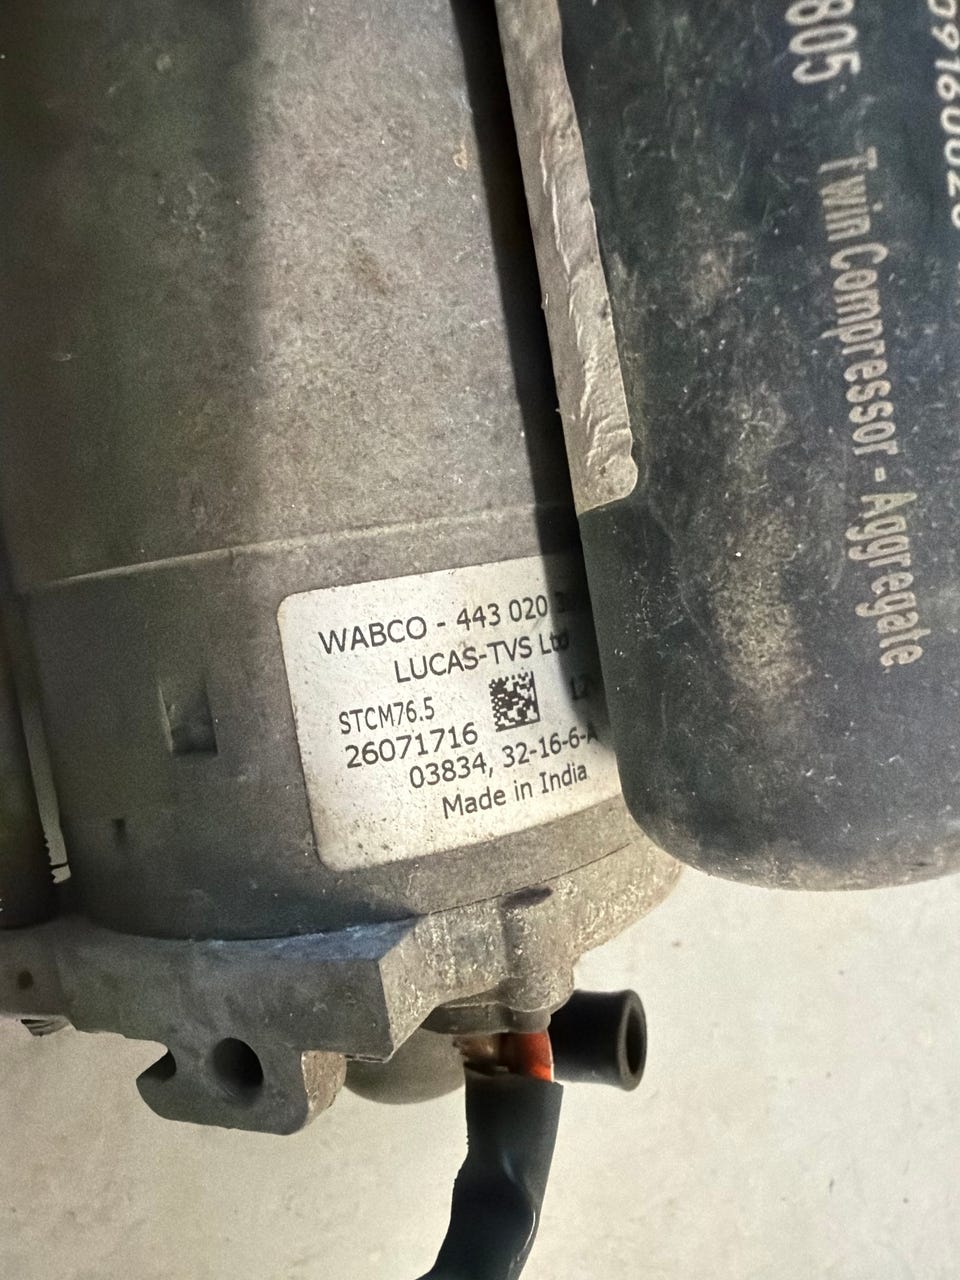 WABCO - 443 020
LUCAS-TVS Ltd
STCM76.5
12V
26071716
03834, 32-16-6-A
Made in India
805
Twin Compressor - Aggregate